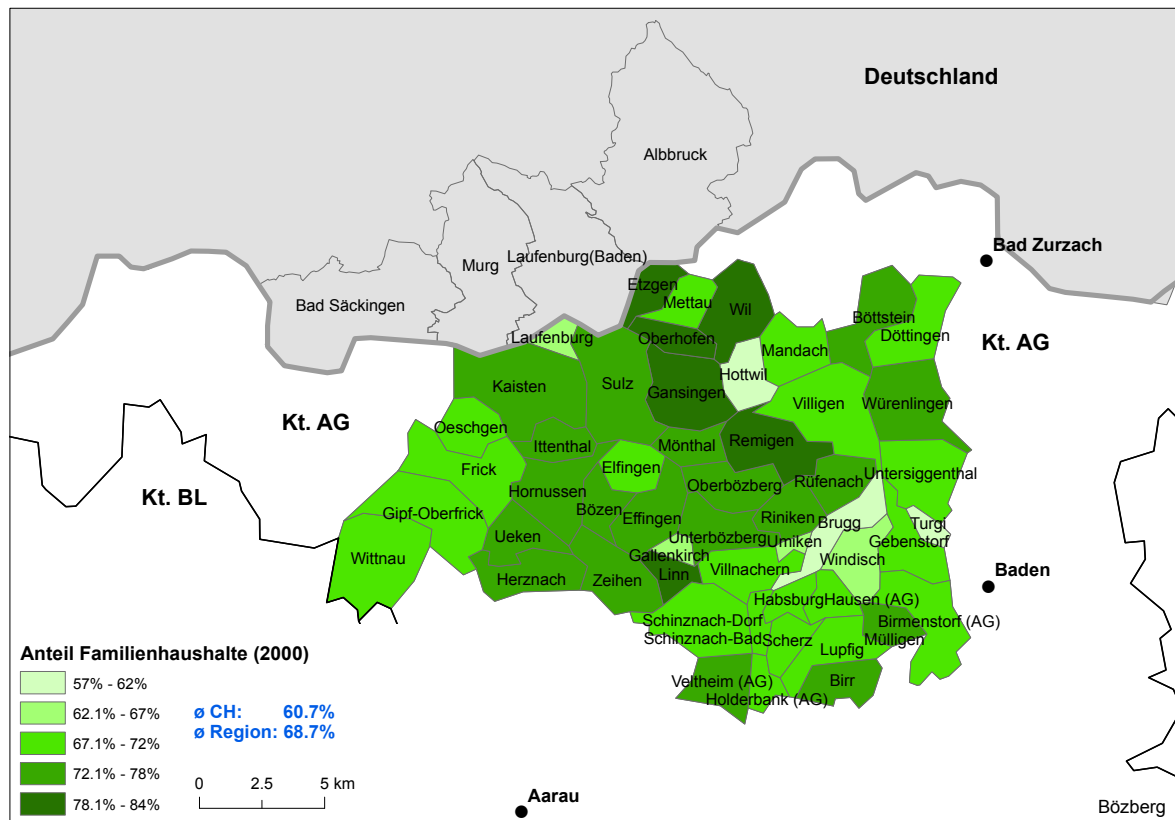 Deutschland
Albbruck
Bad Zurzach
Laufenburg(Baden)
Murg
Bad Säckingen
Etzgen
Mettau
Wil
Böttstein
Döttingen
Laufenburg
Oberhofen
Mandach
Kt. AG
Hottwil
Kaisten
Sulz
Gansingen
Villigen
Würenlingen
Kt. AG
Oeschgen
Ittenthal
Mönthal
Remigen
Frick
Elfingen
Untersiggenthal
Kt. BL
Hornussen
Oberbözberg
Rüfenach
Gipf-Oberfrick
Bözen
Effingen
Riniken
Brugg
Turgi
Ueken
Unterbözberg
Umiken
Gebenstorf
Wittnau
Gallenkirch
Windisch
Herznach
Zeihen
Linn
Villnachern
Baden
Habsburg
Hausen (AG)
Schinznach-Dorf
Birmenstorf (AG)
Schinznach-Bad
Scherz
Mülligen
Lupfig
Veltheim (AG)
Birr
Holderbank (AG)
Anteil Familienhaushalte (2000)
57% - 62%
62.1% - 67%
67.1% - 72%
72.1% - 78%
78.1% - 84%
ø CH: 60.7%
ø Region: 68.7%
0 2.5 5 km
Aarau
Bözberg